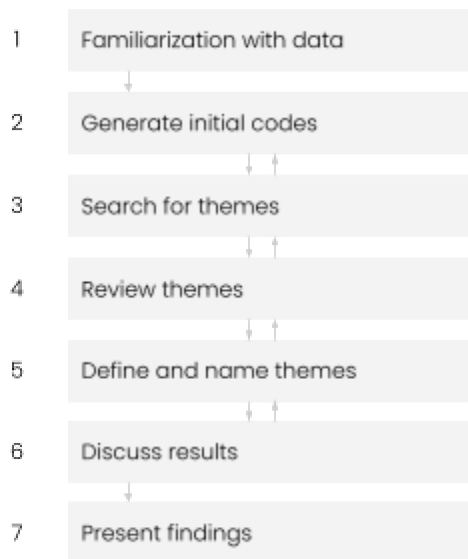 1 Familiarization with data
2 Generate initial codes
3 Search for themes
4 Review themes
5 Define and name themes
6 Discuss results
7 Present findings